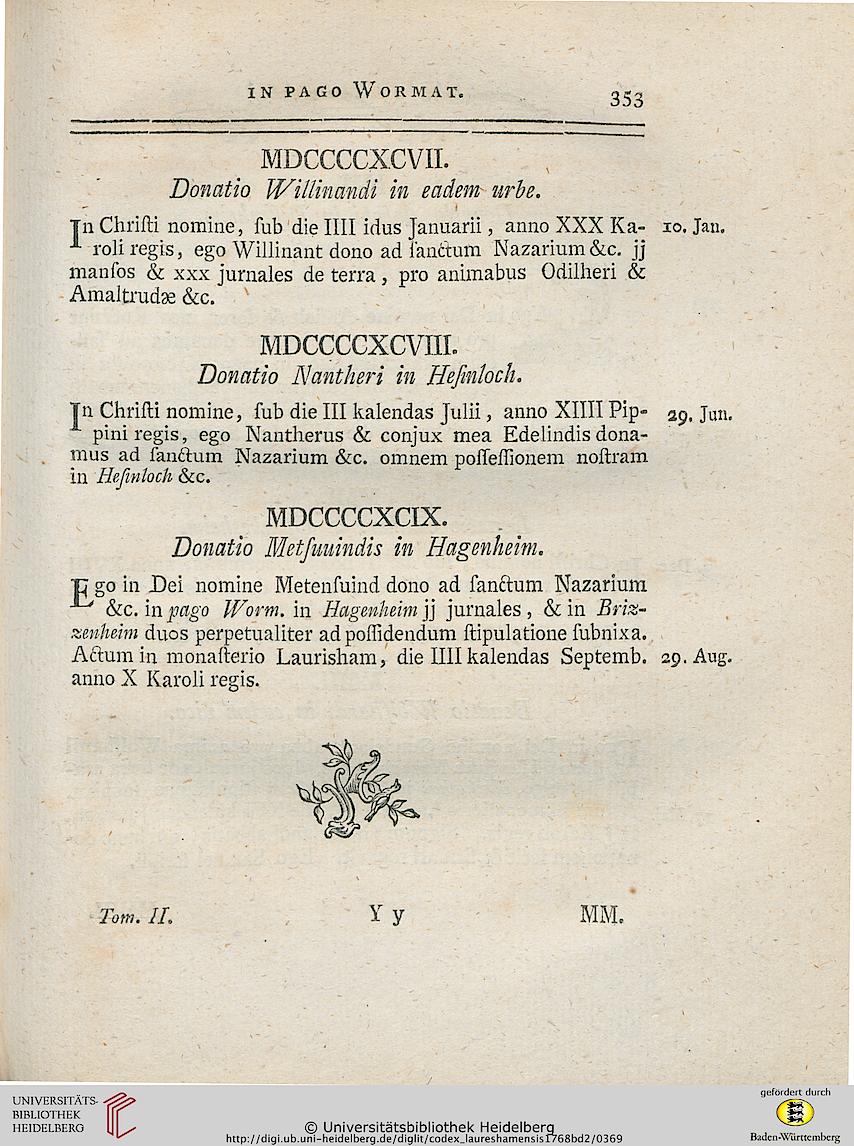 IN PAGO WORMAT. 353
MDCCCCXCVII.
Donatio Willinandi in eadem urbe.
In Chriſti nomine, ſub die IIII idus Januarii, anno XXX Ka- 10. Jan.
roli regis, ego Willinant dono ad ſanctum Nazarium &c. jj
manſos & xxx jurnales de terra, pro animabus Odilheri &
Amaltrudæ &c.
MDCCCCXCVIII.
Donatio Nantheri in Heſinloch.
In Chriſti nomine, ſub die III kalendas Julii, anno XIIII Pip- 29. Jun.
pini regis, ego Nantherus & conjux mea Edelindis dona-
mus ad ſanctum Nazarium &c. omnem poſſeſſionem noſtram
in Heſinloch &c.
MDCCCCXCIX.
Donatio Metſuuindis in Hagenheim.
Ego in Dei nomine Metenſuind dono ad ſanctum Nazarium
&c. in pago Worm. in Hagenheim jj jurnales, & in Briz-
zenheim duos perpetualiter ad poſſidendum ſtipulatione ſubnixa.
Actum in monaſterio Laurisham, die IIII kalendas Septemb. 29. Aug.
anno X Karoli regis.
Tom. II. Y y MM.
UNIVERSITÄTS-
BIBLIOTHEK
HEIDELBERG
© Universitätsbibliothek Heidelberg
http://digi.ub.uni-heidelberg.de/diglit/codex_laureshamensis1768bd2/0369
gefördert durch
Baden-Württemberg